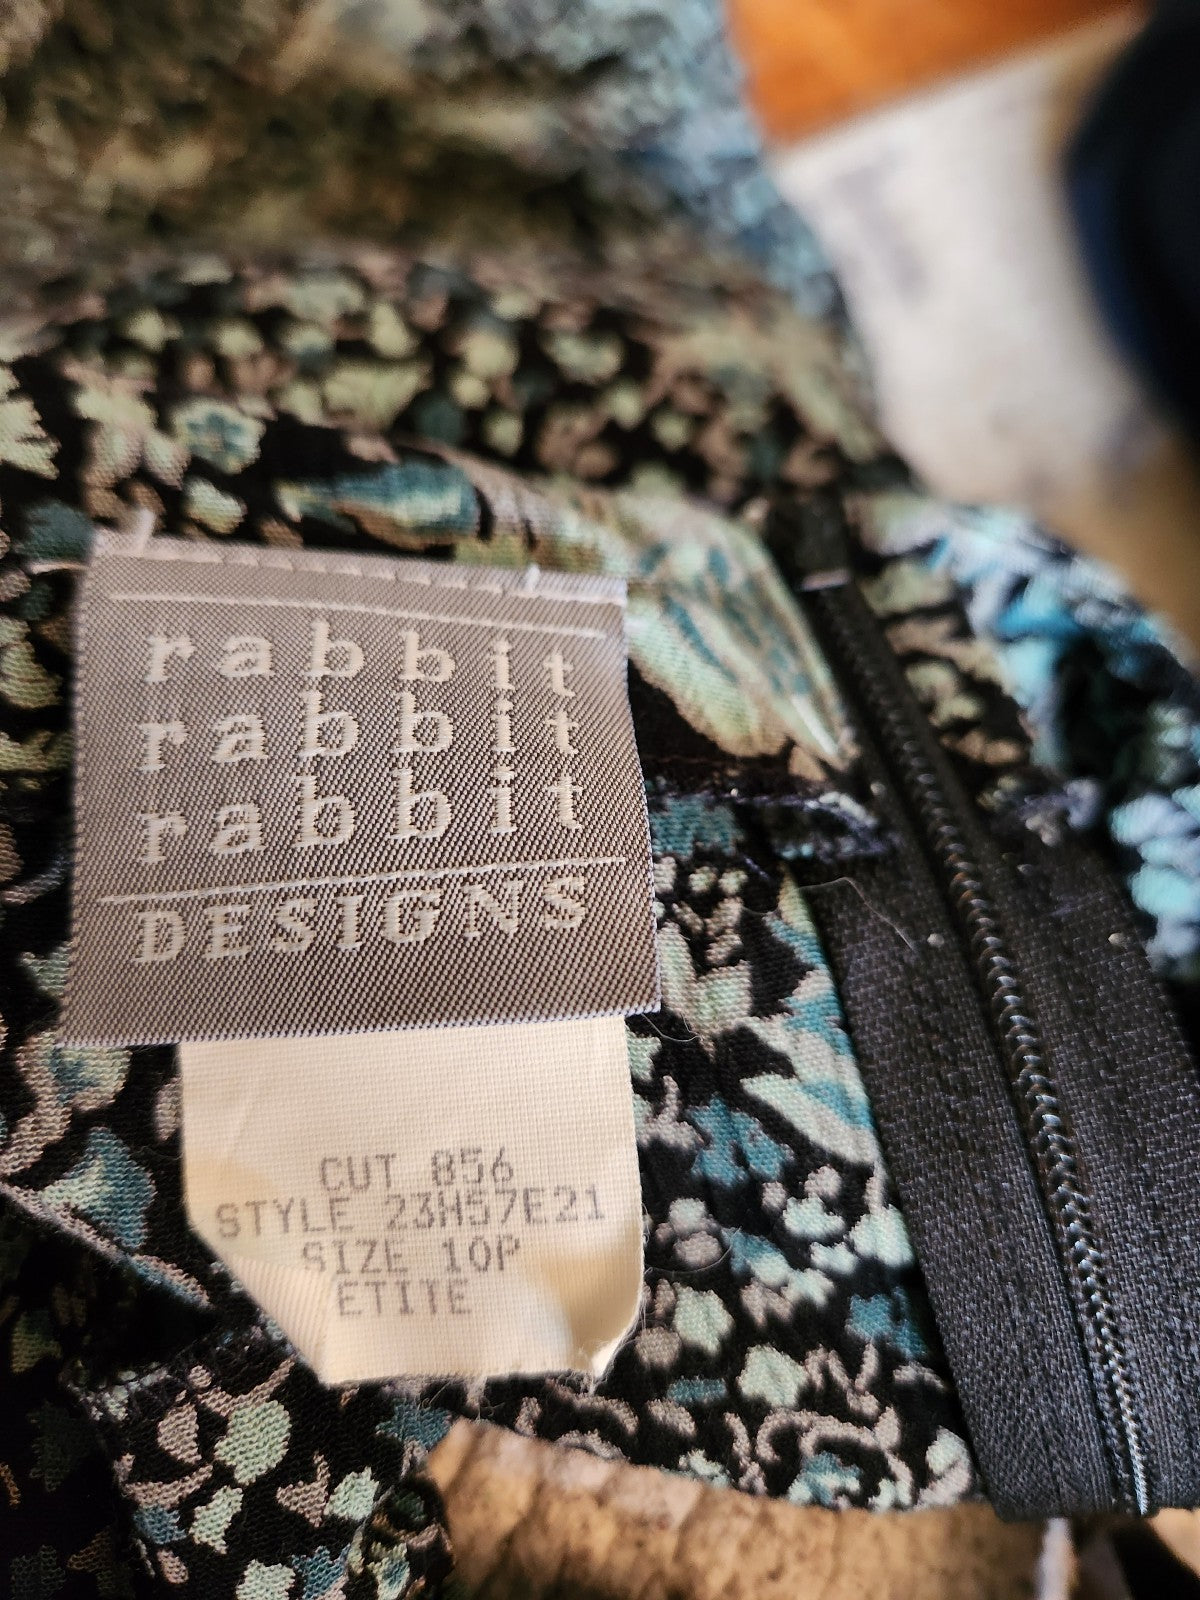 rabbit
rabbit
rabbit
DESIGNS
CUT 856
STYLE 23H57E21
SIZE 10P
ETITE